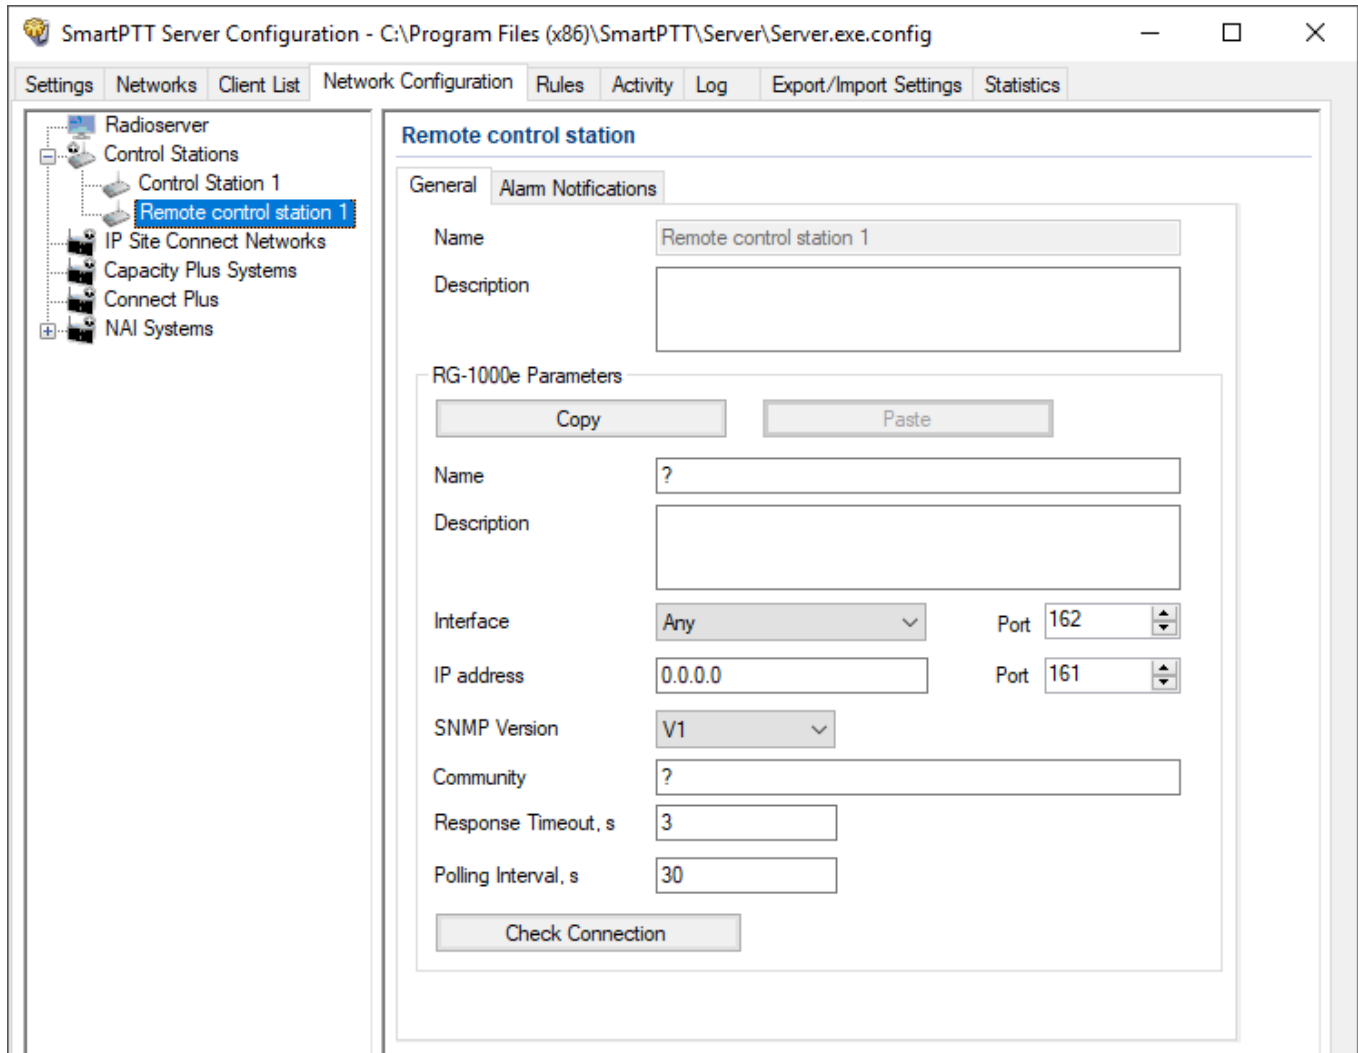 SmartPTT Server Configuration - C:\Program Files (x86)\SmartPTT\Server\Server.exe.config
Settings Networks Client List Network Configuration Rules Activity Log Export/Import Settings Statistics
Radioserver
Control Stations
Control Station 1
Remote control station 1
IP Site Connect Networks
Capacity Plus Systems
Connect Plus
NAI Systems
Remote control station
General Alarm Notifications
Name Remote control station 1
Description
RG-1000e Parameters
Copy Paste
Name ?
Description
Interface Any Port 162
IP address 0.0.0.0 Port 161
SNMP Version V1
Community ?
Response Timeout, s 3
Polling Interval, s 30
Check Connection